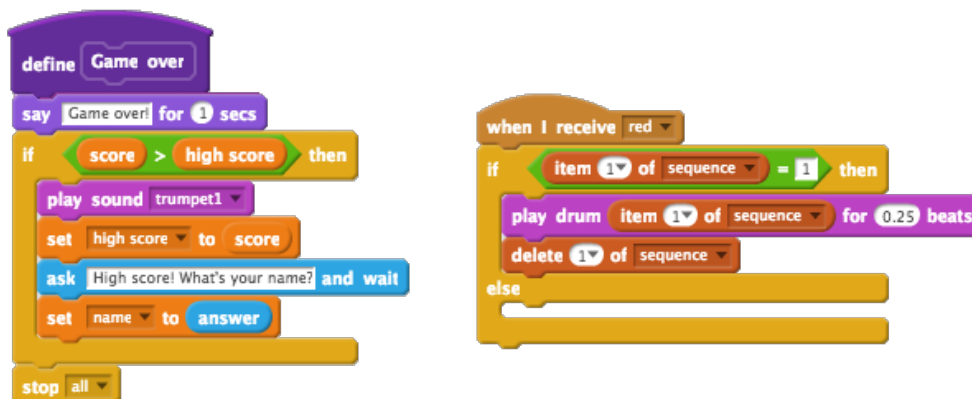 define Game over
say Game over! for 1 secs
if score > high score then
play sound trumpet1
set high score to score
ask High score! What's your name? and wait
set name to answer
stop all
when I receive red
if item 1 of sequence = 1 then
play drum item 1 of sequence for 0.25 beats
delete 1 of sequence
else